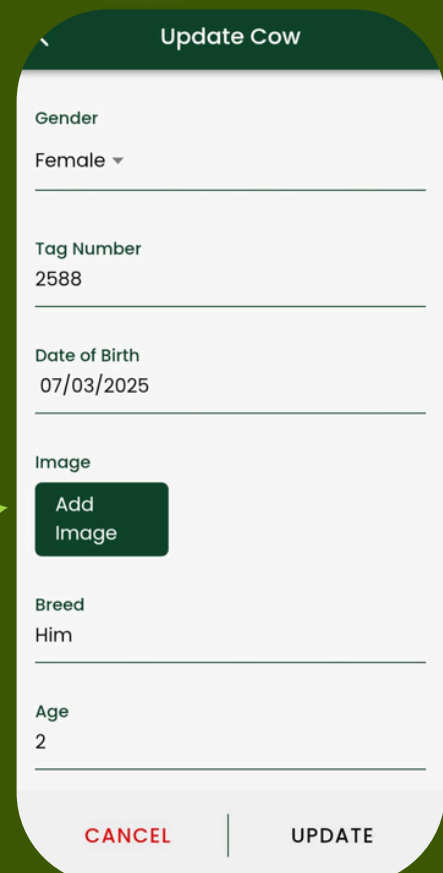 Update Cow
Gender
Female
Tag Number
2588
Date of Birth
07/03/2025
Image
Add
Image
Breed
Him
Age
2
CANCEL
UPDATE